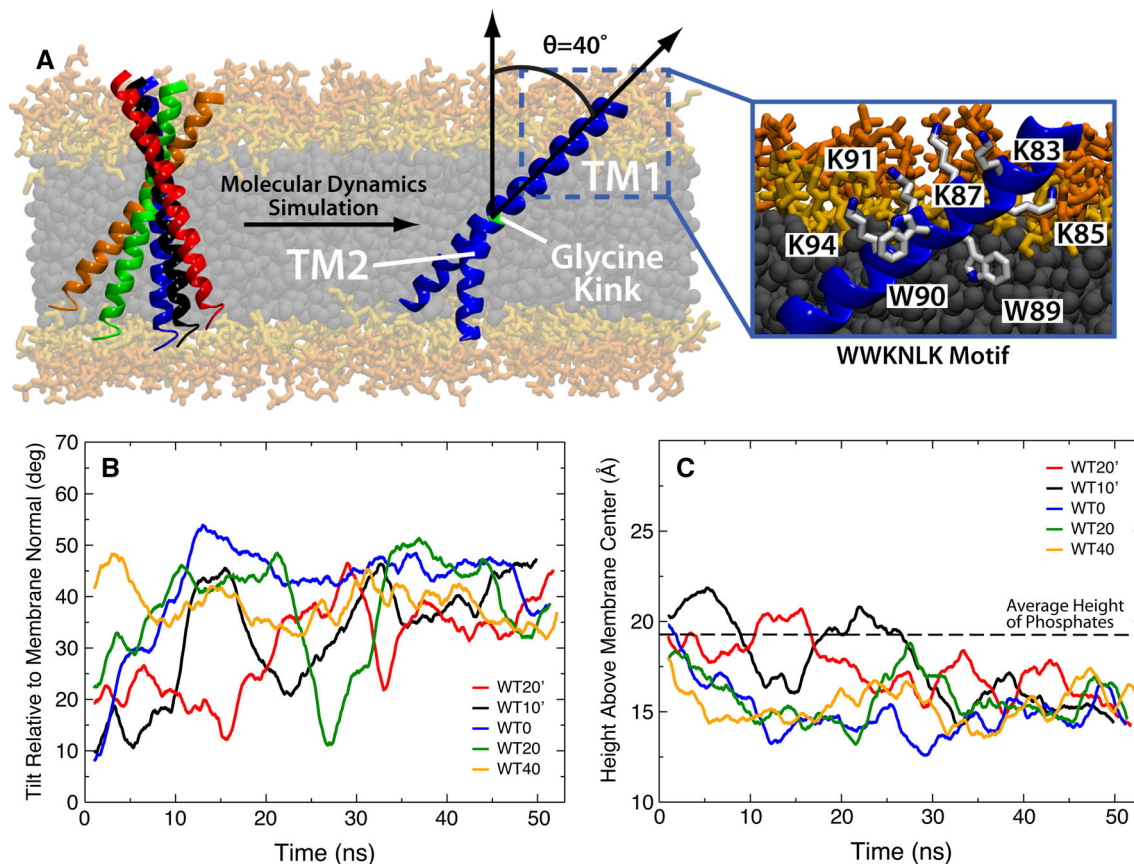 A
θ=40°
TM1
Molecular Dynamics
Simulation
TM2
Glycine
Kink
K91
K83
K87
K94
K85
W90
W89
WWKNLK Motif
B
Tilt Relative to Membrane Normal (deg)
70
60
50
40
30
20
10
0
WT20'
WT10'
WT0
WT20
WT40
0
10
20
30
40
50
Time (ns)
C
Height Above Membrane Center (Å)
25
20
15
10
WT20'
WT10'
WT0
WT20
WT40
Average Height
of Phosphates
0
10
20
30
40
50
Time (ns)